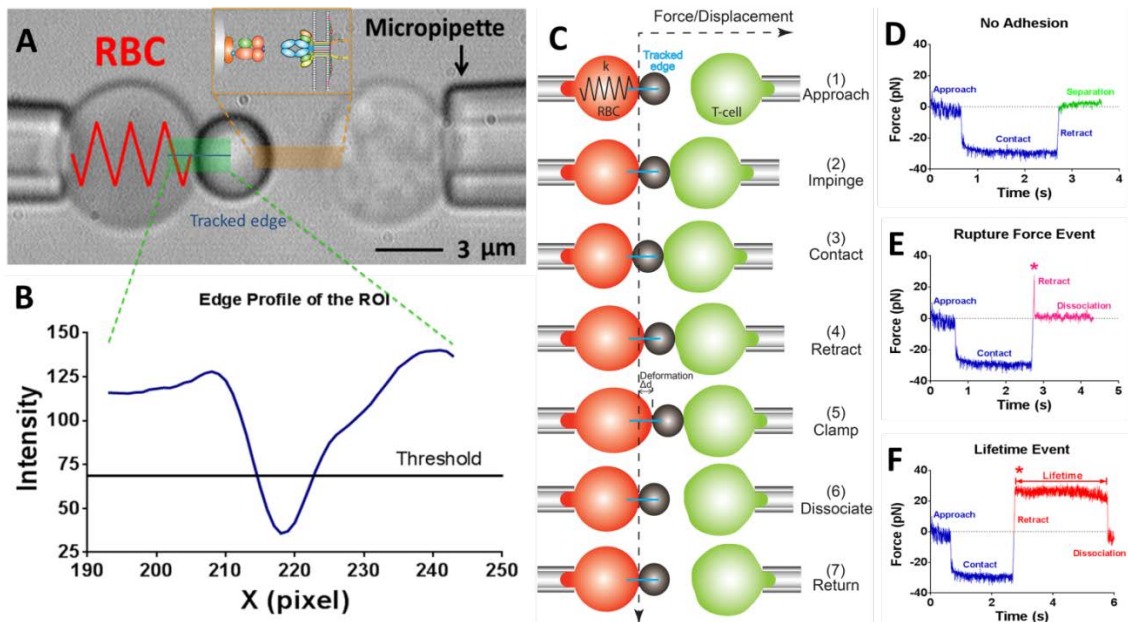 A
RBC
Micropipette
Tracked edge
3 μm
B
Edge Profile of the ROI
Intensity
150
125
100
75
50
25
Threshold
190
200
210
220
230
240
250
X (pixel)
C
Force/Displacement
Tracked
edge
k
RBC
T-cell
(1)
Approach
(2)
Impinge
(3)
Contact
(4)
Retract
Deformation
Δd
(5)
Clamp
(6)
Dissociate
(7)
Return
D
No Adhesion
Force (pN)
40
20
0
-20
-40
Approach
Separation
Contact
Retract
0
1
2
3
4
Time (s)
E
Rupture Force Event
Force (pN)
40
20
0
-20
-40
*
Retract
Approach
Dissociation
Contact
0
1
2
3
4
5
Time (s)
F
Lifetime Event
Force (pN)
40
20
0
-20
-40
*
Lifetime
Approach
Retract
Contact
Dissociation
0
2
4
6
Time (s)